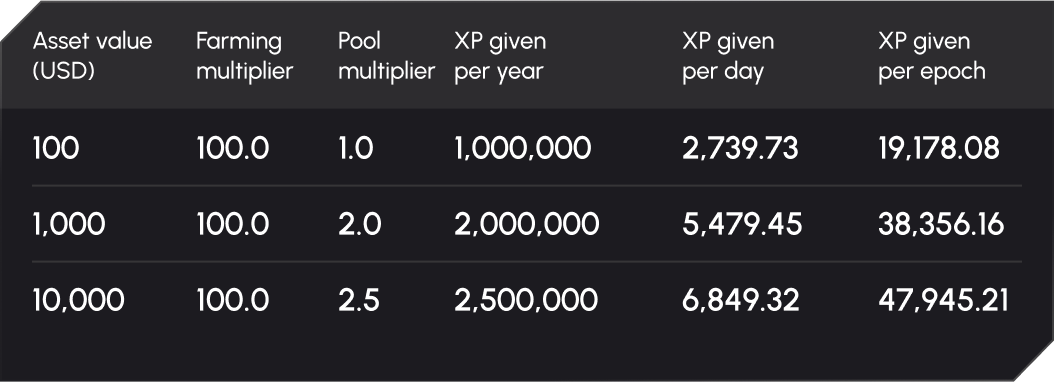 Asset value (USD) Farming multiplier Pool multiplier XP given per year XP given per day XP given per epoch
100 100.0 1.0 1,000,000 2,739.73 19,178.08
1,000 100.0 2.0 2,000,000 5,479.45 38,356.16
10,000 100.0 2.5 2,500,000 6,849.32 47,945.21